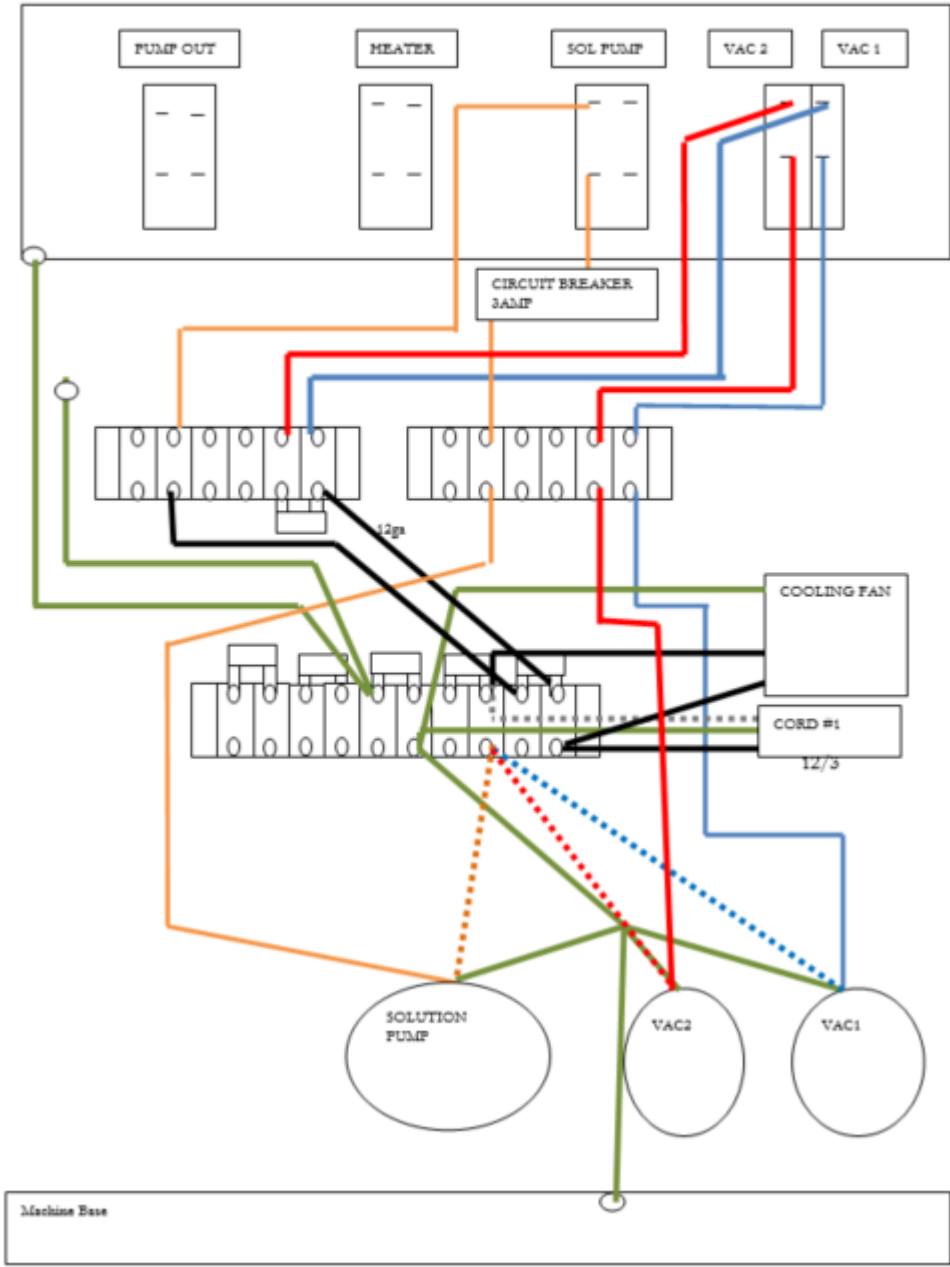 PUMP OUT
HEATER
SOL PUMP
VAC 2
VAC 1
CIRCUIT BREAKER
3AMP
12ga
COOLING FAN
CORD #1
12/3
SOLUTION
PUMP
VAC2
VAC1
Machine Base